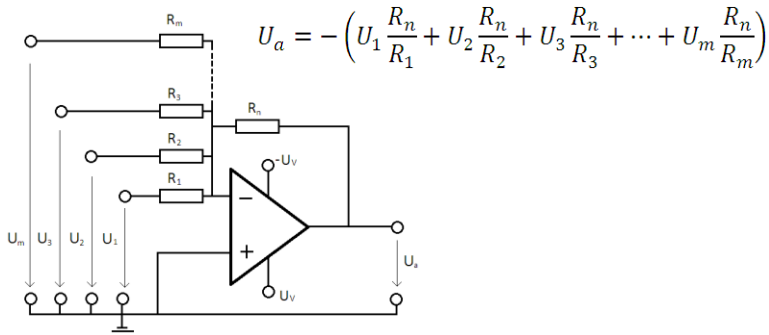 Rₘ
Uₐ = −(U₁ Rₙ/R₁ + U₂ Rₙ/R₂ + U₃ Rₙ/R₃ + ⋯ + Uₘ Rₙ/Rₘ)
R₃
Rₙ
R₂
-Uᵥ
R₁
−
Uₘ U₃ U₂ U₁
+
Uₐ
Uᵥ